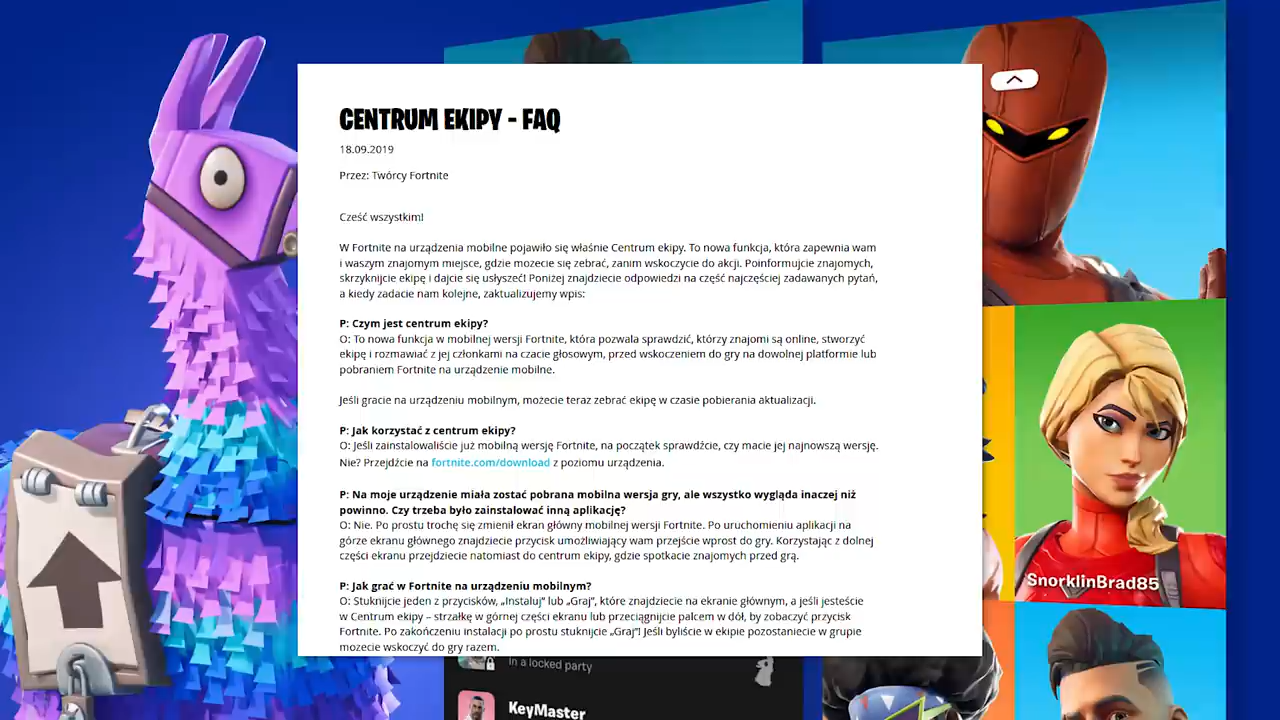 CENTRUM EKIPY - FAQ
18.09.2019
Przez: Twórcy Fortnite
Cześć wszystkim!
W Fortnite na urządzenia mobilne pojawiło się właśnie Centrum ekipy. To nowa funkcja, która zapewnia wam
i waszym znajomym miejsce, gdzie możecie się zebrać, zanim wskoczycie do akcji. Poinformujcie znajomych,
skrzyknijcie ekipę i dajcie się usłyszeć! Poniżej znajdziecie odpowiedzi na część najczęściej zadawanych pytań,
a kiedy zadacie nam kolejne, zaktualizujemy wpis:
P: Czym jest centrum ekipy?
O: To nowa funkcja w mobilnej wersji Fortnite, która pozwala sprawdzić, którzy znajomi są online, stworzyć
ekipę i rozmawiać z jej członkami na czacie głosowym, przed wskoczeniem do gry na dowolnej platformie lub
pobraniem Fortnite na urządzenie mobilne.
Jeśli gracie na urządzeniu mobilnym, możecie teraz zebrać ekipę w czasie pobierania aktualizacji.
P: Jak korzystać z centrum ekipy?
O: Jeśli zainstalowaliście już mobilną wersję Fortnite, na początek sprawdźcie, czy macie jej najnowszą wersję.
Nie? Przejdźcie na fortnite.com/download z poziomu urządzenia.
P: Na moje urządzenie miała zostać pobrana mobilna wersja gry, ale wszystko wygląda inaczej niż
powinno. Czy trzeba było zainstalować inną aplikację?
O: Nie. Po prostu trochę się zmienił ekran główny mobilnej wersji Fortnite. Po uruchomieniu aplikacji na
górze ekranu głównego znajdziecie przycisk umożliwiający wam przejście wprost do gry. Korzystając z dolnej
części ekranu przejdziecie natomiast do centrum ekipy, gdzie spotkacie znajomych przed grą.
P: Jak grać w Fortnite na urządzeniu mobilnym?
O: Stuknijcie jeden z przycisków, „Instaluj” lub „Graj”, które znajdziecie na ekranie głównym, a jeśli jesteście
w Centrum ekipy – strzałkę w górnej części ekranu lub przeciągnijcie palcem w dół, by zobaczyć przycisk
Fortnite. Po zakończeniu instalacji po prostu stuknijcie „Graj”! Jeśli byliście w ekipie pozostaniecie w grupie
możecie wskoczyć do gry razem.
SnorklinBrad85
In a locked party
KeyMaster